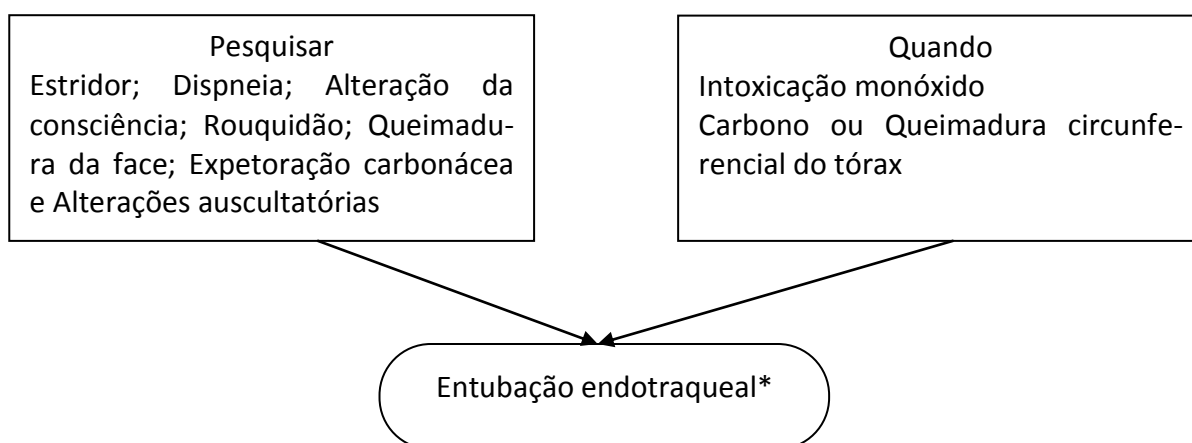 Pesquisar
Estridor; Dispneia; Alteração da
consciência; Rouquidão; Queimadu-
ra da face; Expetoração carbonácea
e Alterações auscultatórias
Quando
Intoxicação monóxido
Carbono ou Queimadura circunfe-
rencial do tórax
Entubação endotraqueal*